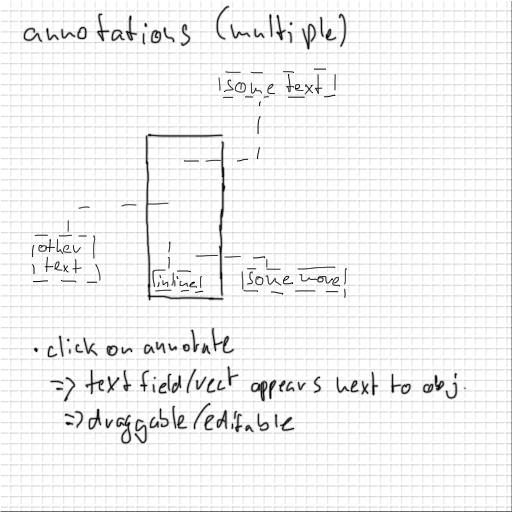 annotations (multiple)
some text
other
text
inline
some more
• click on annotate
=> text field/rect appears next to obj.
=> draggable/editable